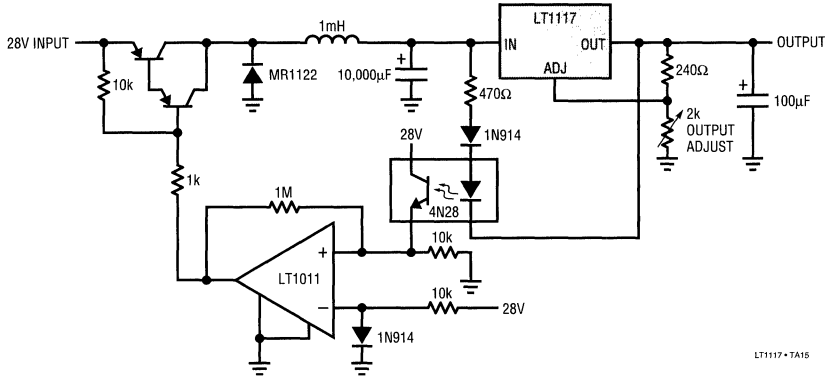 1mH
LT1117
28V INPUT
IN
OUT
OUTPUT
ADJ
MR1122
10k
+
10,000µF
240Ω
470Ω
+
100µF
2k
OUTPUT
ADJUST
28V
1N914
1k
1M
4N28
+
10k
LT1011
–
10k
28V
1N914
LT1117 • TA15